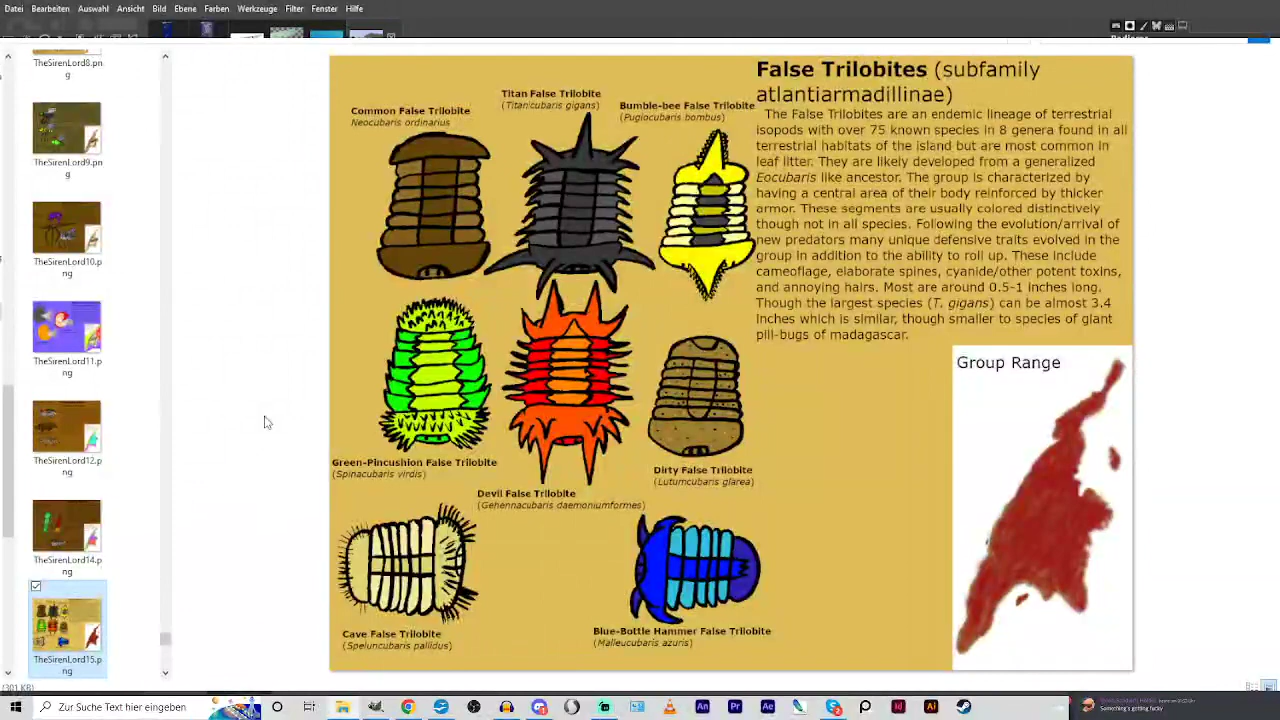 Datei Bearbeiten Auswahl Ansicht Bild Ebene Farben Werkzeuge Filter Fenster Hilfe
TheSirenLord8.pn
g
TheSirenLord9.pn
g
TheSirenLord10.p
ng
TheSirenLord11.p
ng
TheSirenLord12.p
ng
TheSirenLord14.p
ng
TheSirenLord15.p
ng
(301 KB)
False Trilobites (subfamily
atlantiarmadillinae)
The False Trilobites are an endemic lineage of terrestrial
isopods with over 75 known species in 8 genera found in all
terrestrial habitats of the island but are most common in
leaf litter. They are likely developed from a generalized
Eocubaris like ancestor. The group is characterized by
having a central area of their body reinforced by thicker
armor. These segments are usually colored distinctively
though not in all species. Following the evolution/arrival of
new predators many unique defensive traits evolved in the
group in addition to the ability to roll up. These include
cameoflage, elaborate spines, cyanide/other potent toxins,
and annoying hairs. Most are around 0.5-1 inches long.
Though the largest species (T. gigans) can be almost 3.4
inches which is similar, though smaller to species of giant
pill-bugs of madagascar.
Common False Trilobite
Neocubaris ordinarius
Titan False Trilobite
(Titanicubaris gigans)
Bumble-bee False Trilobite
(Pugiocubaris bombus)
Green-Pincushion False Trilobite
(Spinacubaris virdis)
Devil False Trilobite
(Gehennacubaris daemoniumformes)
Dirty False Trilobite
(Lutumcubaris glarea)
Cave False Trilobite
(Speluncubaris pallidus)
Blue-Bottle Hammer False Trilobite
(Malleucubaris azuris)
Group Range
Zur Suche Text hier eingeben
Something's getting fucky